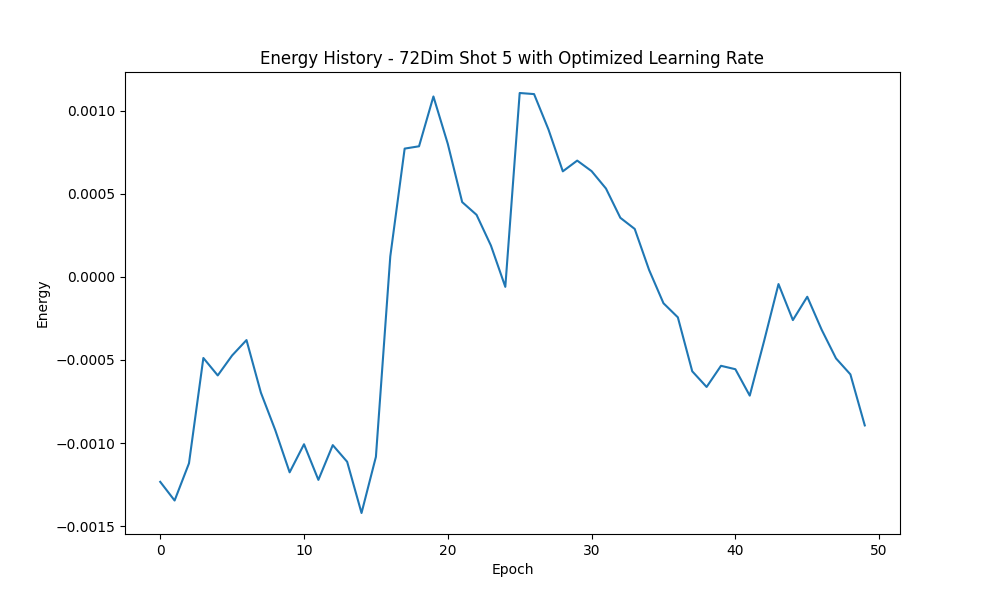 Energy History - 72Dim Shot 5 with Optimized Learning Rate
Energy
0.0010
0.0005
0.0000
−0.0005
−0.0010
−0.0015
0 10 20 30 40 50
Epoch